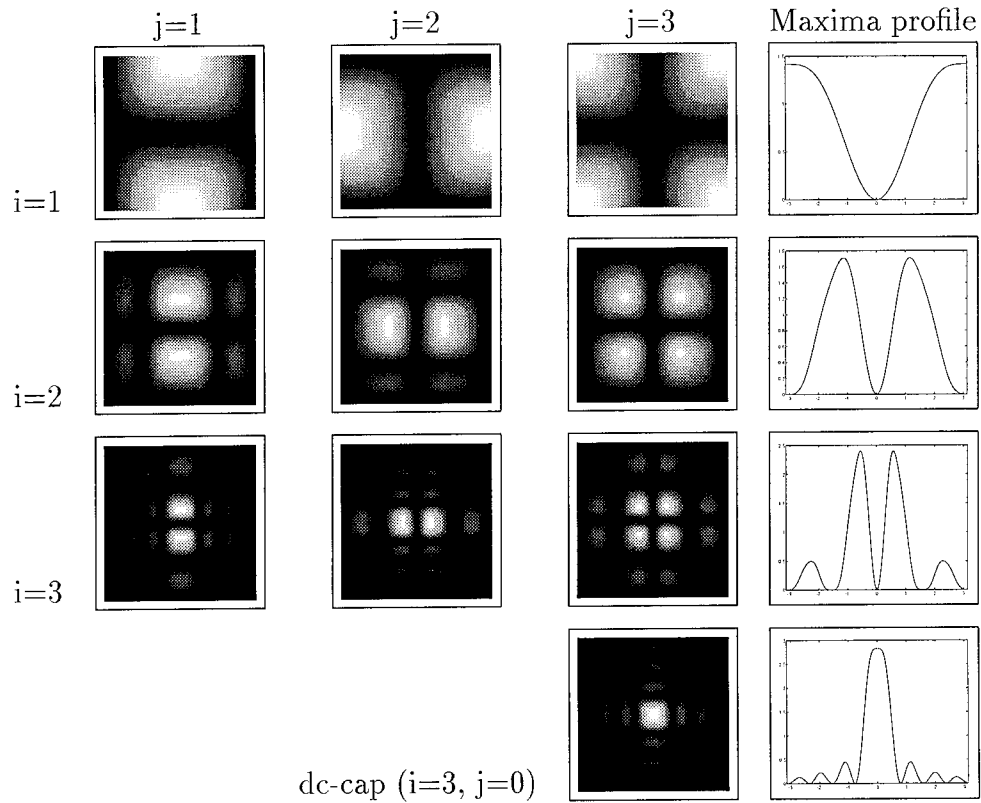 j=1 j=2 j=3 Maxima profile
i=1
i=2
i=3
dc-cap (i=3, j=0)